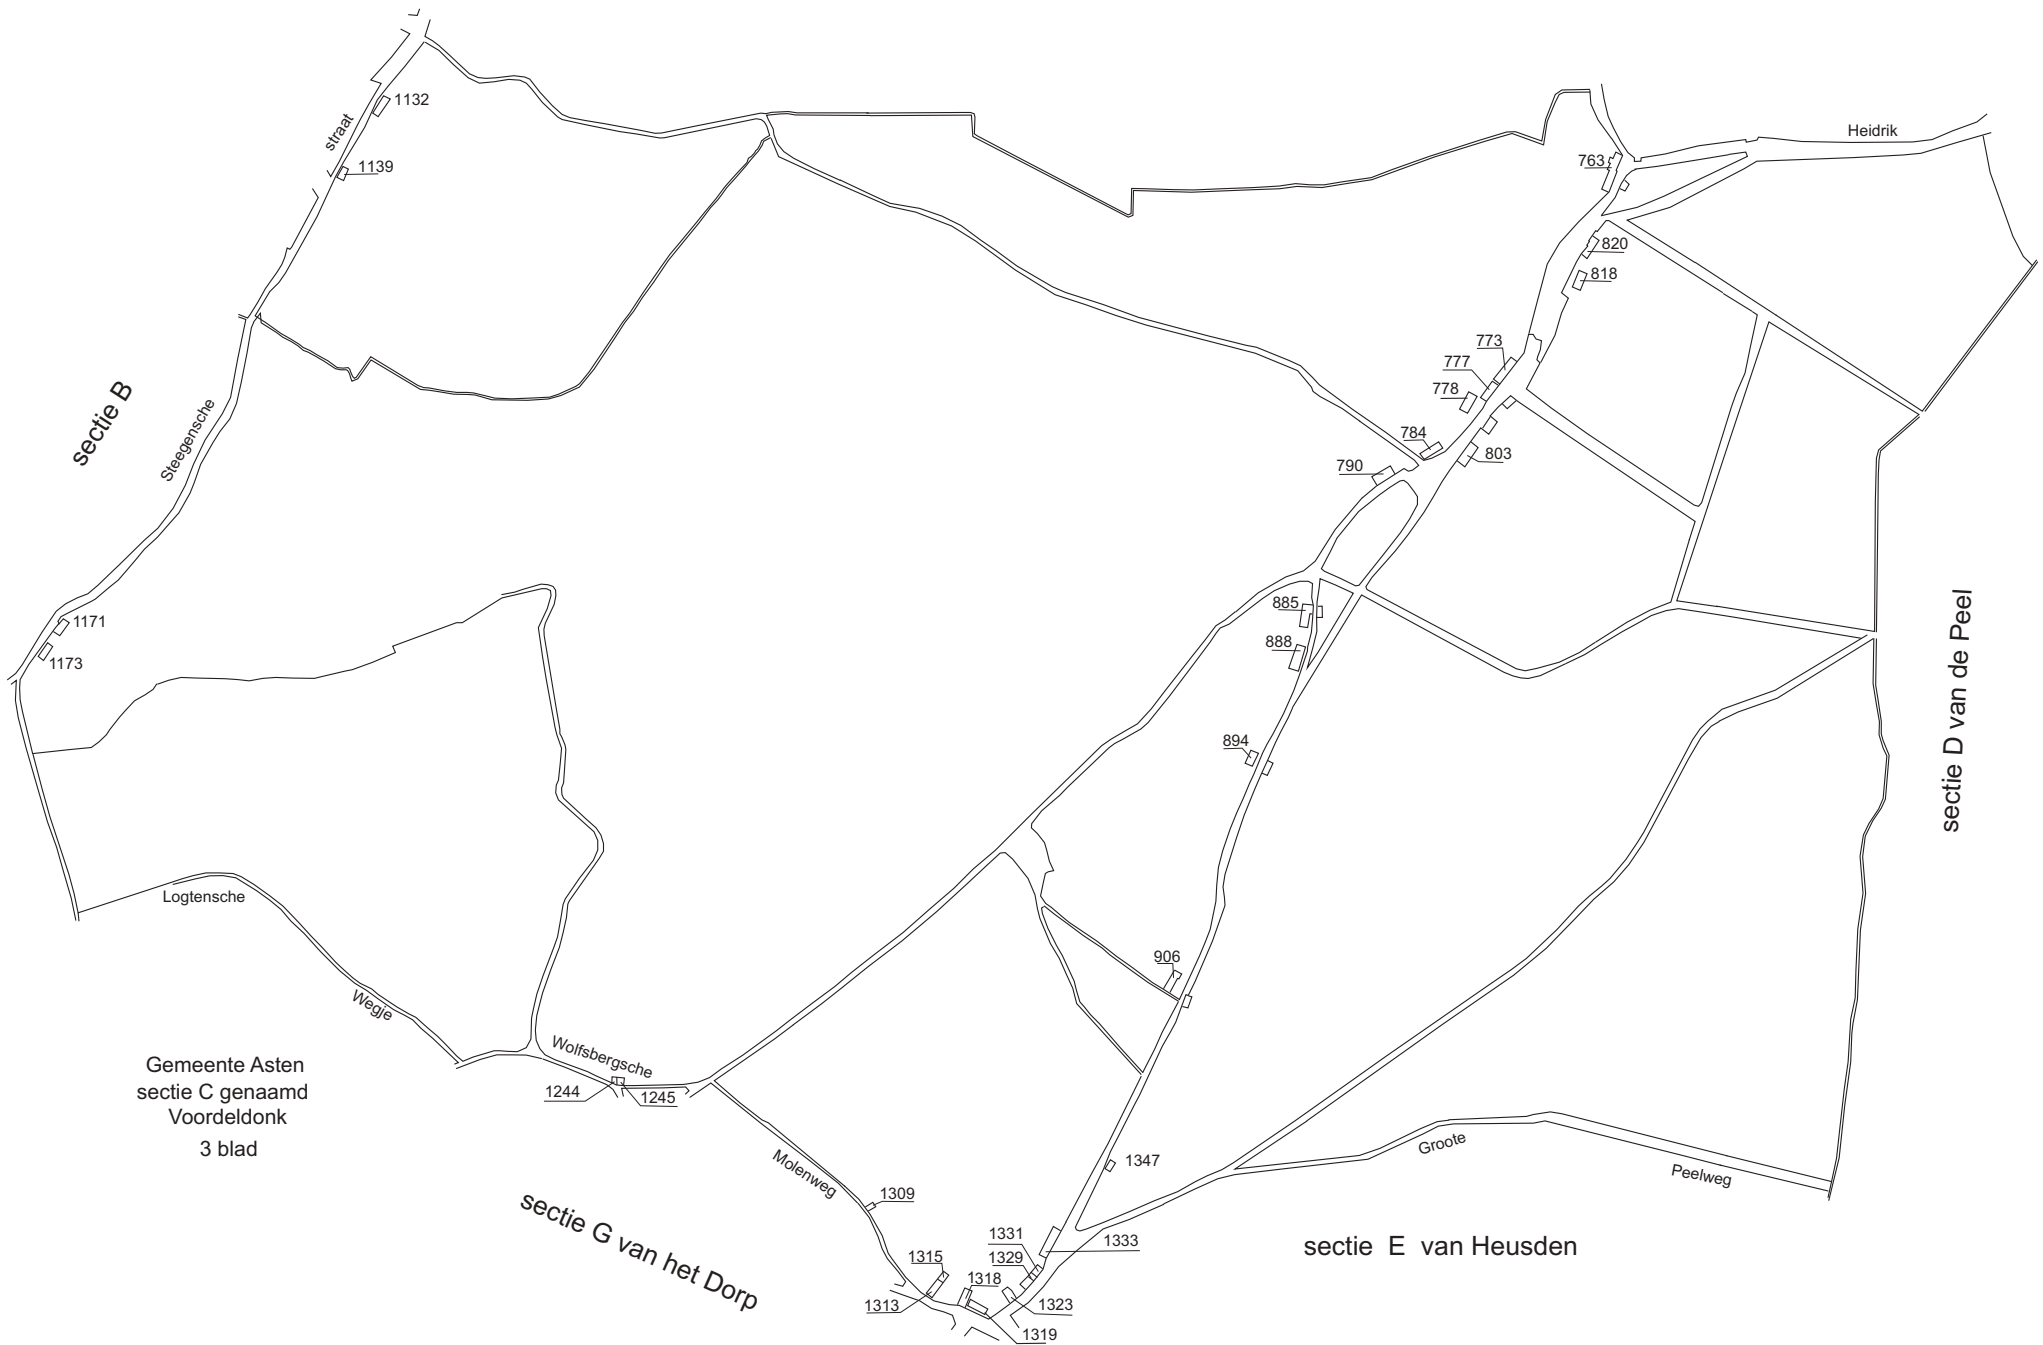 1132
straat
1139
Heidrik
763
820
818
773
777
778
784
790
803
sectie B
Steegensche
885
888
1171
1173
sectie D van de Peel
894
Logtensche
Wegje
906
Gemeente Asten
sectie C genaamd
Voordeldonk
3 blad
Wolfsbergsche
1244
1245
Molenweg
1347
Groote
Peelweg
1309
sectie G van het Dorp
1331
1333
1329
1315
1318
1313
1323
1319
sectie E van Heusden